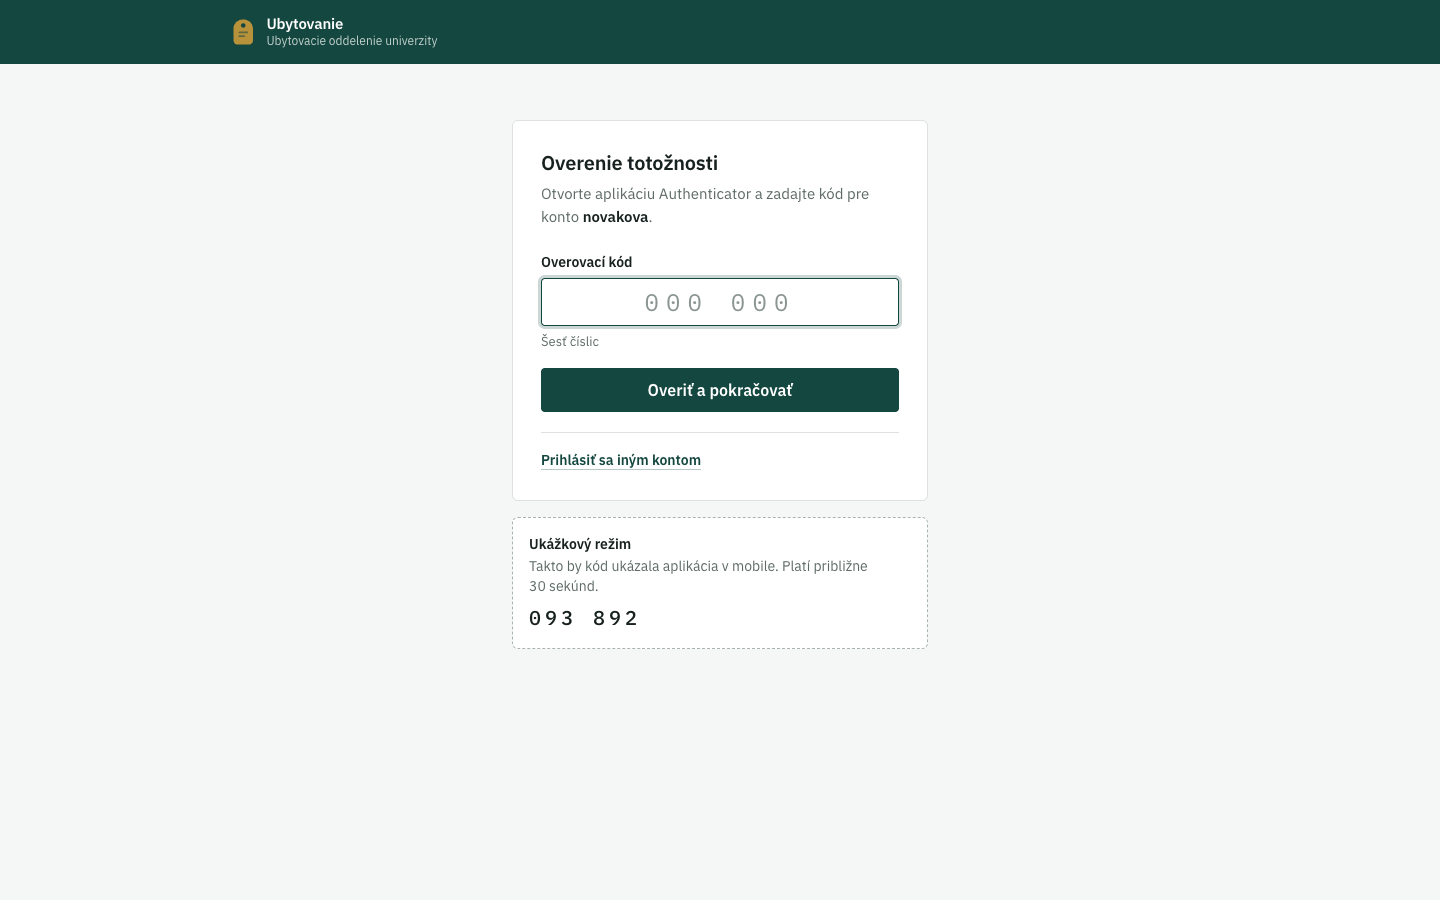 Ubytovanie
Ubytovacie oddelenie univerzity
Overenie totožnosti
Otvorte aplikáciu Authenticator a zadajte kód pre
konto novakova.
Overovací kód
000 000
Šesť číslic
Overiť a pokračovať
Prihlásiť sa iným kontom
Ukážkový režim
Takto by kód ukázala aplikácia v mobile. Platí približne
30 sekúnd.
093 892